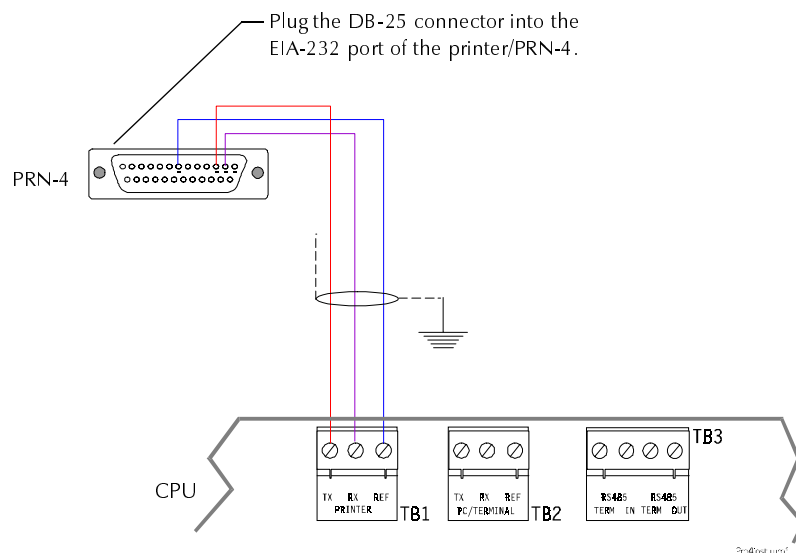 Plug the DB-25 connector into the
EIA-232 port of the printer/PRN-4.
PRN-4
CPU
TX RX REF
PRINTER
TB1
TX RX REF
PC/TERMINAL
TB2
TB3
RS485 RS485
TERM IN TERM OUT